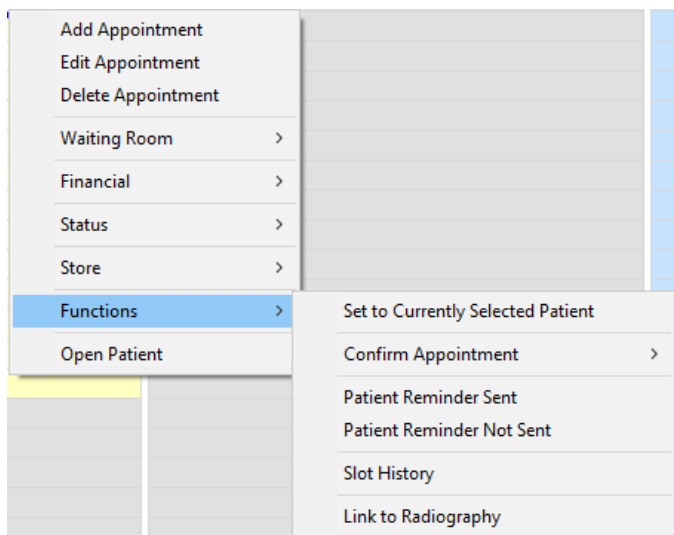 Add Appointment
Edit Appointment
Delete Appointment
Waiting Room
Financial
Status
Store
Functions
Open Patient
Set to Currently Selected Patient
Confirm Appointment
Patient Reminder Sent
Patient Reminder Not Sent
Slot History
Link to Radiography